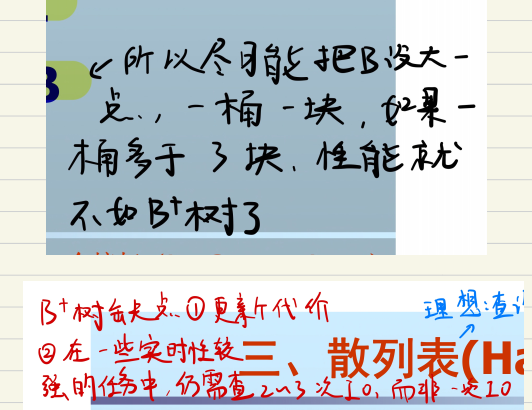 B
所以尽可能把B设大一
点，一桶一块，如果一
桶多于3块，性能就
不如B+树了
B+树缺点 ①更新代价
理想:查
②在一些实时性较
三、散列表(Ha
强的任务中,仍需查2~3次IO,而非一次IO